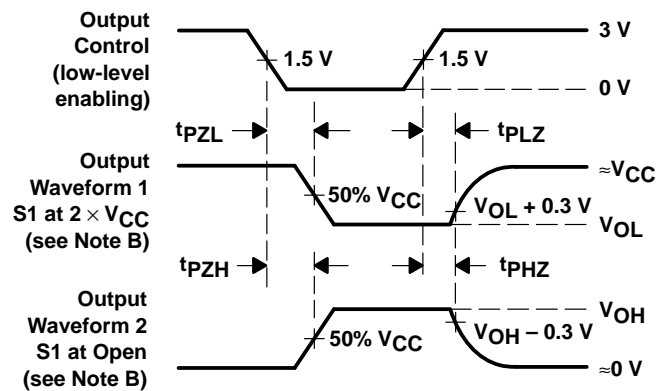 Output
Control
(low-level
enabling)
3 V
1.5 V
1.5 V
0 V
tPZL
tPLZ
Output
Waveform 1
S1 at 2 × VCC
(see Note B)
≈VCC
50% VCC
VOL + 0.3 V
VOL
tPZH
tPHZ
Output
Waveform 2
S1 at Open
(see Note B)
VOH
50% VCC
VOH − 0.3 V
≈0 V